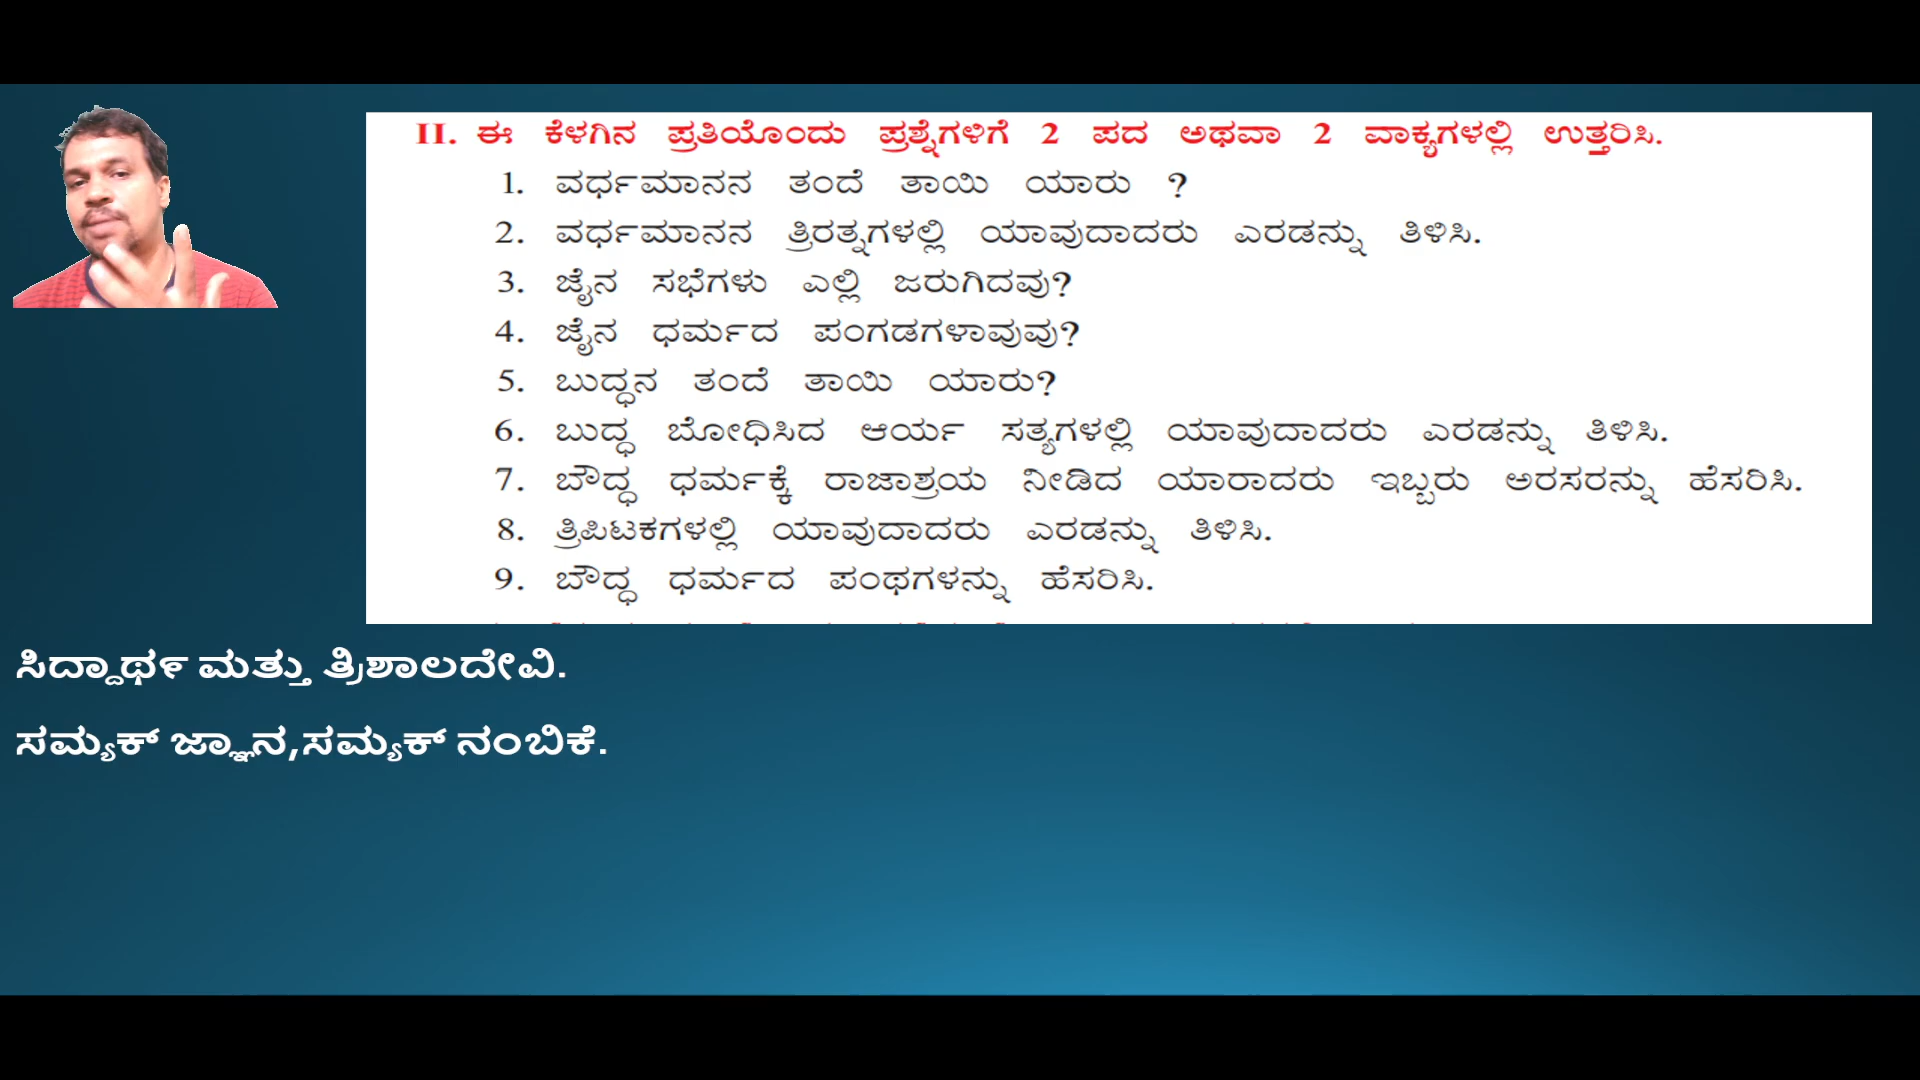 II. ಈ ಕೆಳಗಿನ ಪ್ರತಿಯೊಂದು ಪ್ರಶ್ನೆಗಳಿಗೆ 2 ಪದ ಅಥವಾ 2 ವಾಕ್ಯಗಳಲ್ಲಿ ಉತ್ತರಿಸಿ.
1. ವರ್ಧಮಾನನ ತಂದೆ ತಾಯಿ ಯಾರು ?
2. ವರ್ಧಮಾನನ ತ್ರಿರತ್ನಗಳಲ್ಲಿ ಯಾವುದಾದರು ಎರಡನ್ನು ತಿಳಿಸಿ.
3. ಜೈನ ಸಭೆಗಳು ಎಲ್ಲಿ ಜರುಗಿದವು?
4. ಜೈನ ಧರ್ಮದ ಪಂಗಡಗಳಾವುವು?
5. ಬುದ್ಧನ ತಂದೆ ತಾಯಿ ಯಾರು?
6. ಬುದ್ಧ ಬೋಧಿಸಿದ ಆರ್ಯ ಸತ್ಯಗಳಲ್ಲಿ ಯಾವುದಾದರು ಎರಡನ್ನು ತಿಳಿಸಿ.
7. ಬೌದ್ಧ ಧರ್ಮಕ್ಕೆ ರಾಜಾಶ್ರಯ ನೀಡಿದ ಯಾರಾದರು ಇಬ್ಬರು ಅರಸರನ್ನು ಹೆಸರಿಸಿ.
8. ತ್ರಿಪಿಟಕಗಳಲ್ಲಿ ಯಾವುದಾದರು ಎರಡನ್ನು ತಿಳಿಸಿ.
9. ಬೌದ್ಧ ಧರ್ಮದ ಪಂಥಗಳನ್ನು ಹೆಸರಿಸಿ.
ಸಿದ್ದಾರ್ಥ ಮತ್ತು ತ್ರಿಶಾಲದೇವಿ.
ಸಮ್ಯಕ್ ಜ್ಞಾನ,ಸಮ್ಯಕ್ ನಂಬಿಕೆ.